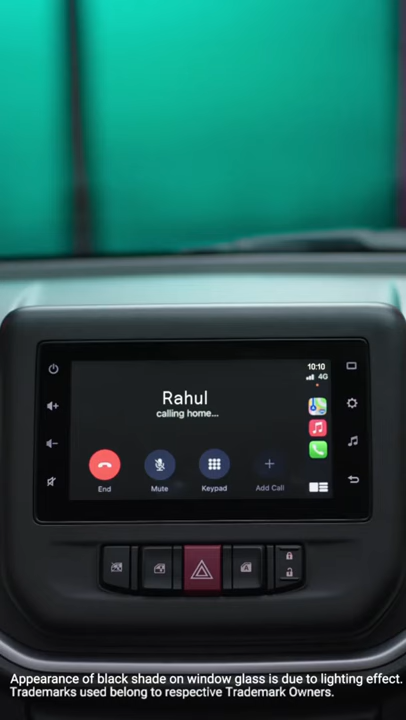 10:10
4G
Rahul
calling home...
End
Mute
Keypad
Add Call
Appearance of black shade on window glass is due to lighting effect.
Trademarks used belong to respective Trademark Owners.